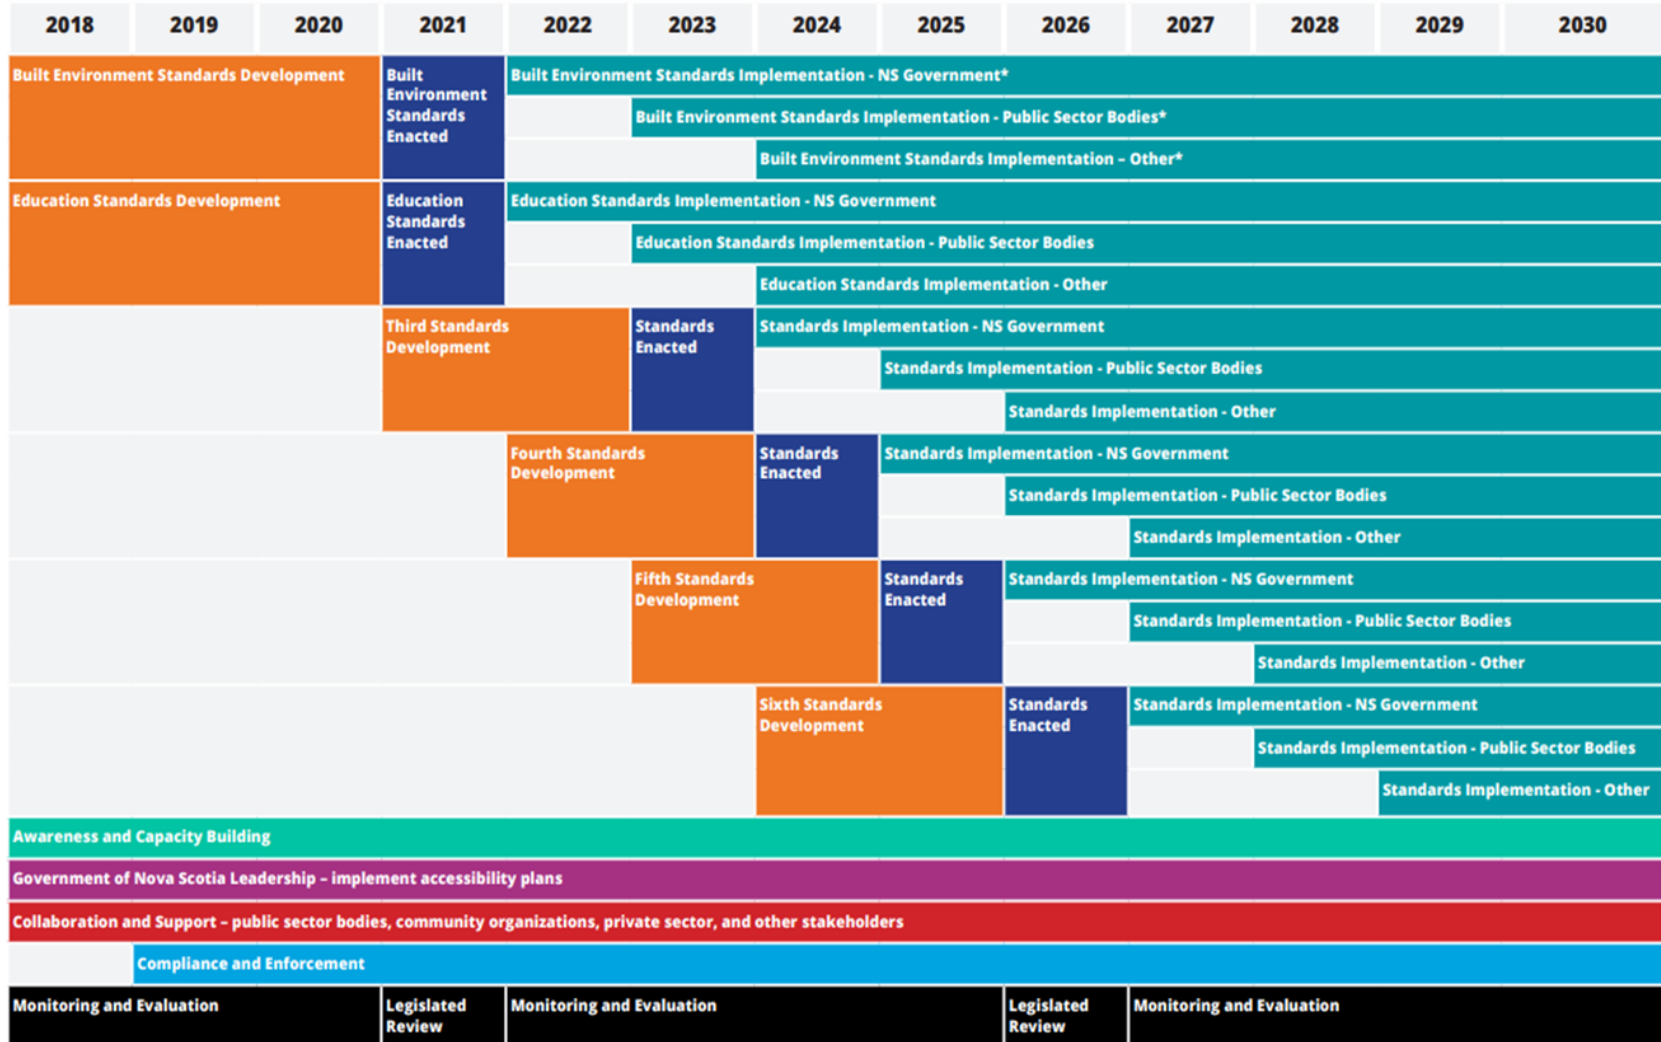 2018 2019 2020 2021 2022 2023 2024 2025 2026 2027 2028 2029 2030
Built Environment Standards Development
Built
Environment
Standards
Enacted
Built Environment Standards Implementation - NS Government*
Built Environment Standards Implementation - Public Sector Bodies*
Built Environment Standards Implementation – Other*
Education Standards Development
Education
Standards
Enacted
Education Standards Implementation - NS Government
Education Standards Implementation - Public Sector Bodies
Education Standards Implementation - Other
Third Standards
Development
Standards
Enacted
Standards Implementation - NS Government
Standards Implementation - Public Sector Bodies
Standards Implementation - Other
Fourth Standards
Development
Standards
Enacted
Standards Implementation - NS Government
Standards Implementation - Public Sector Bodies
Standards Implementation - Other
Fifth Standards
Development
Standards
Enacted
Standards Implementation - NS Government
Standards Implementation - Public Sector Bodies
Standards Implementation - Other
Sixth Standards
Development
Standards
Enacted
Standards Implementation - NS Government
Standards Implementation - Public Sector Bodies
Standards Implementation - Other
Awareness and Capacity Building
Government of Nova Scotia Leadership – implement accessibility plans
Collaboration and Support – public sector bodies, community organizations, private sector, and other stakeholders
Compliance and Enforcement
Monitoring and Evaluation
Legislated
Review
Monitoring and Evaluation
Legislated
Review
Monitoring and Evaluation